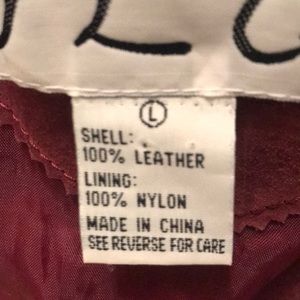 L
SHELL:
100% LEATHER
LINING:
100% NYLON
MADE IN CHINA
SEE REVERSE FOR CARE